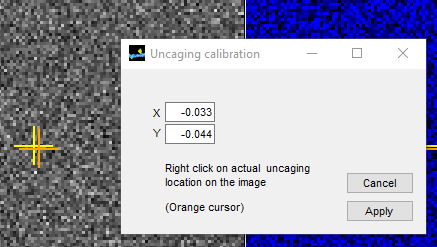 Uncaging calibration
X -0.033
Y -0.044
Right click on actual uncaging
location on the image
(Orange cursor)
Cancel
Apply